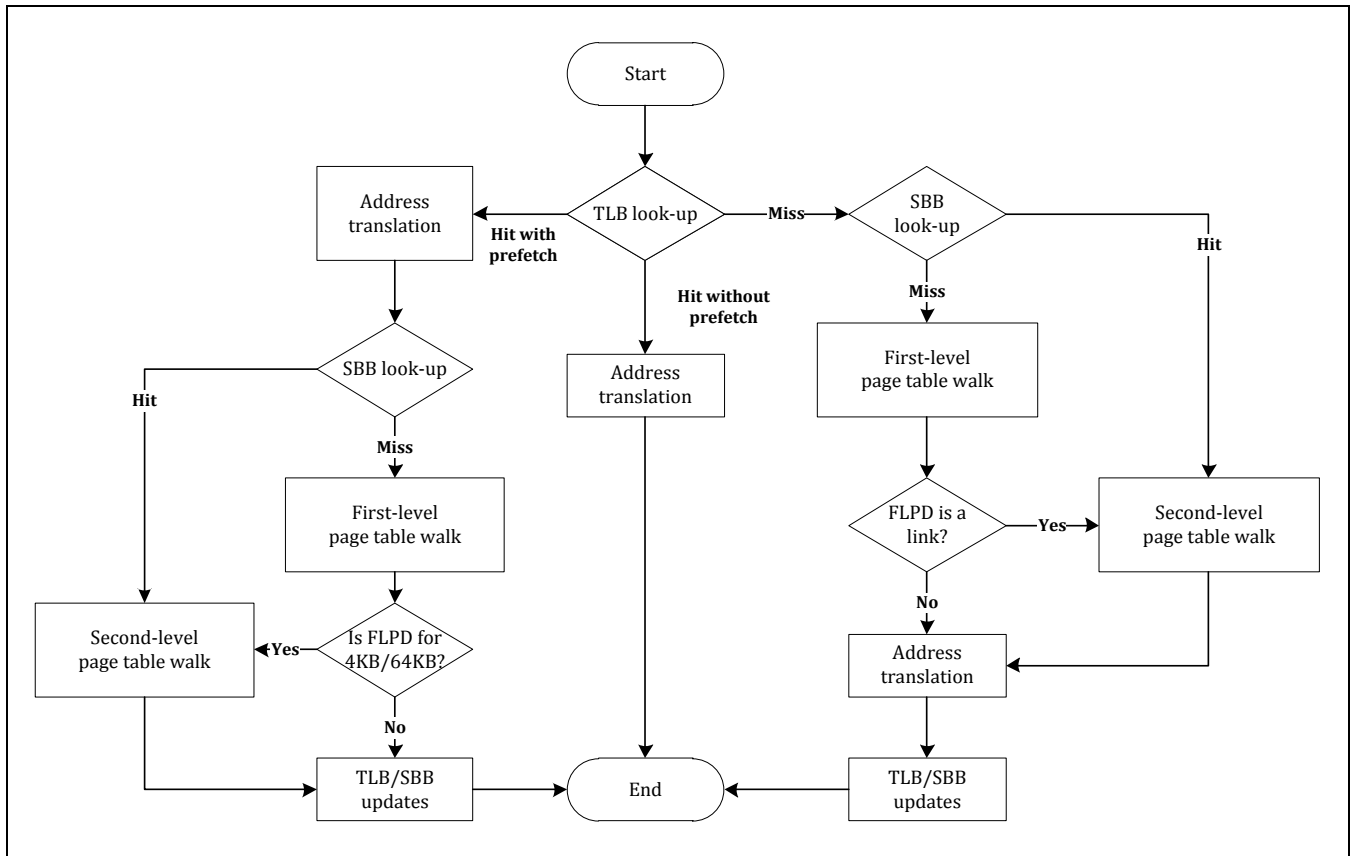 Start
Address
translation
TLB look-up
Miss
SBB
look-up
Hit with
prefetch
Hit
Hit without
prefetch
Miss
SBB look-up
Address
translation
First-level
page table walk
Hit
Miss
First-level
page table walk
FLPD is a
link?
Yes
Second-level
page table walk
No
Second-level
page table walk
Yes
Is FLPD for
4KB/64KB?
Address
translation
No
TLB/SBB
updates
End
TLB/SBB
updates